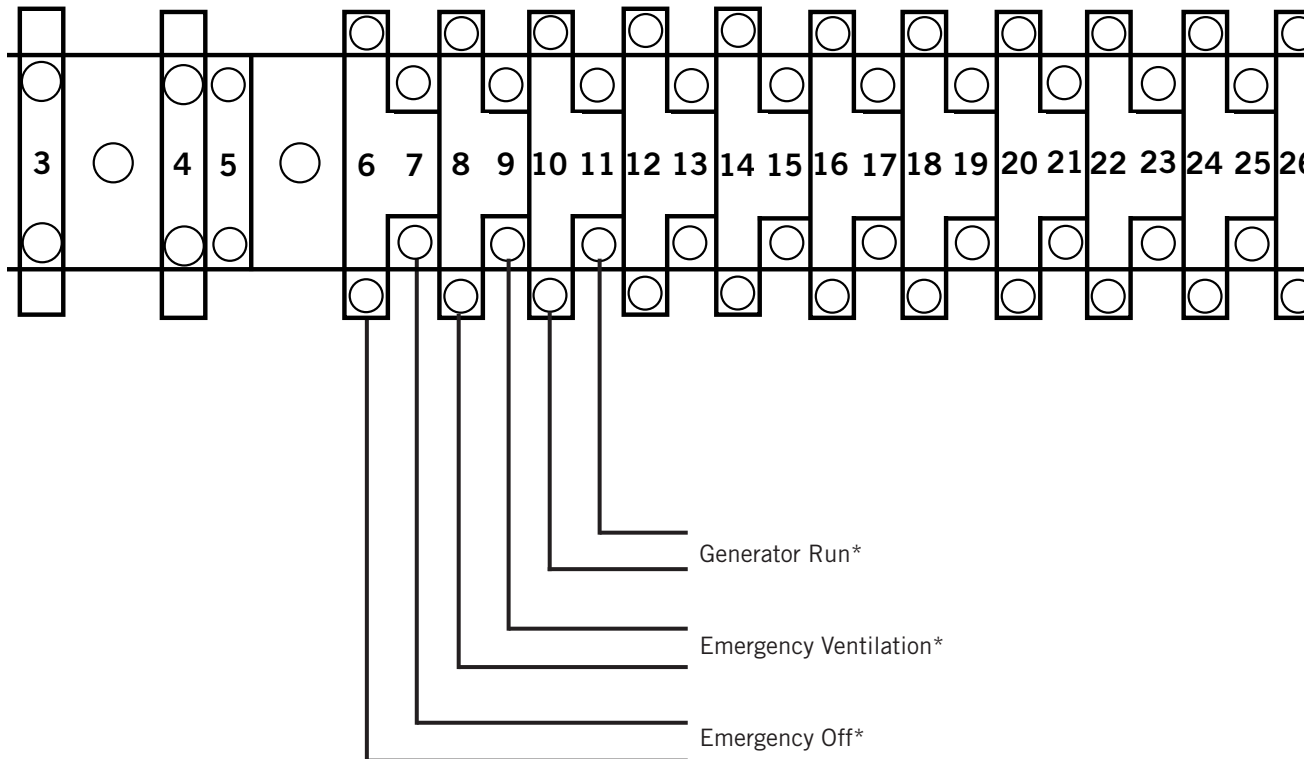 3 4 5 6 7 8 9 10 11 12 13 14 15 16 17 18 19 20 21 22 23 24 25 26
Generator Run*
Emergency Ventilation*
Emergency Off*